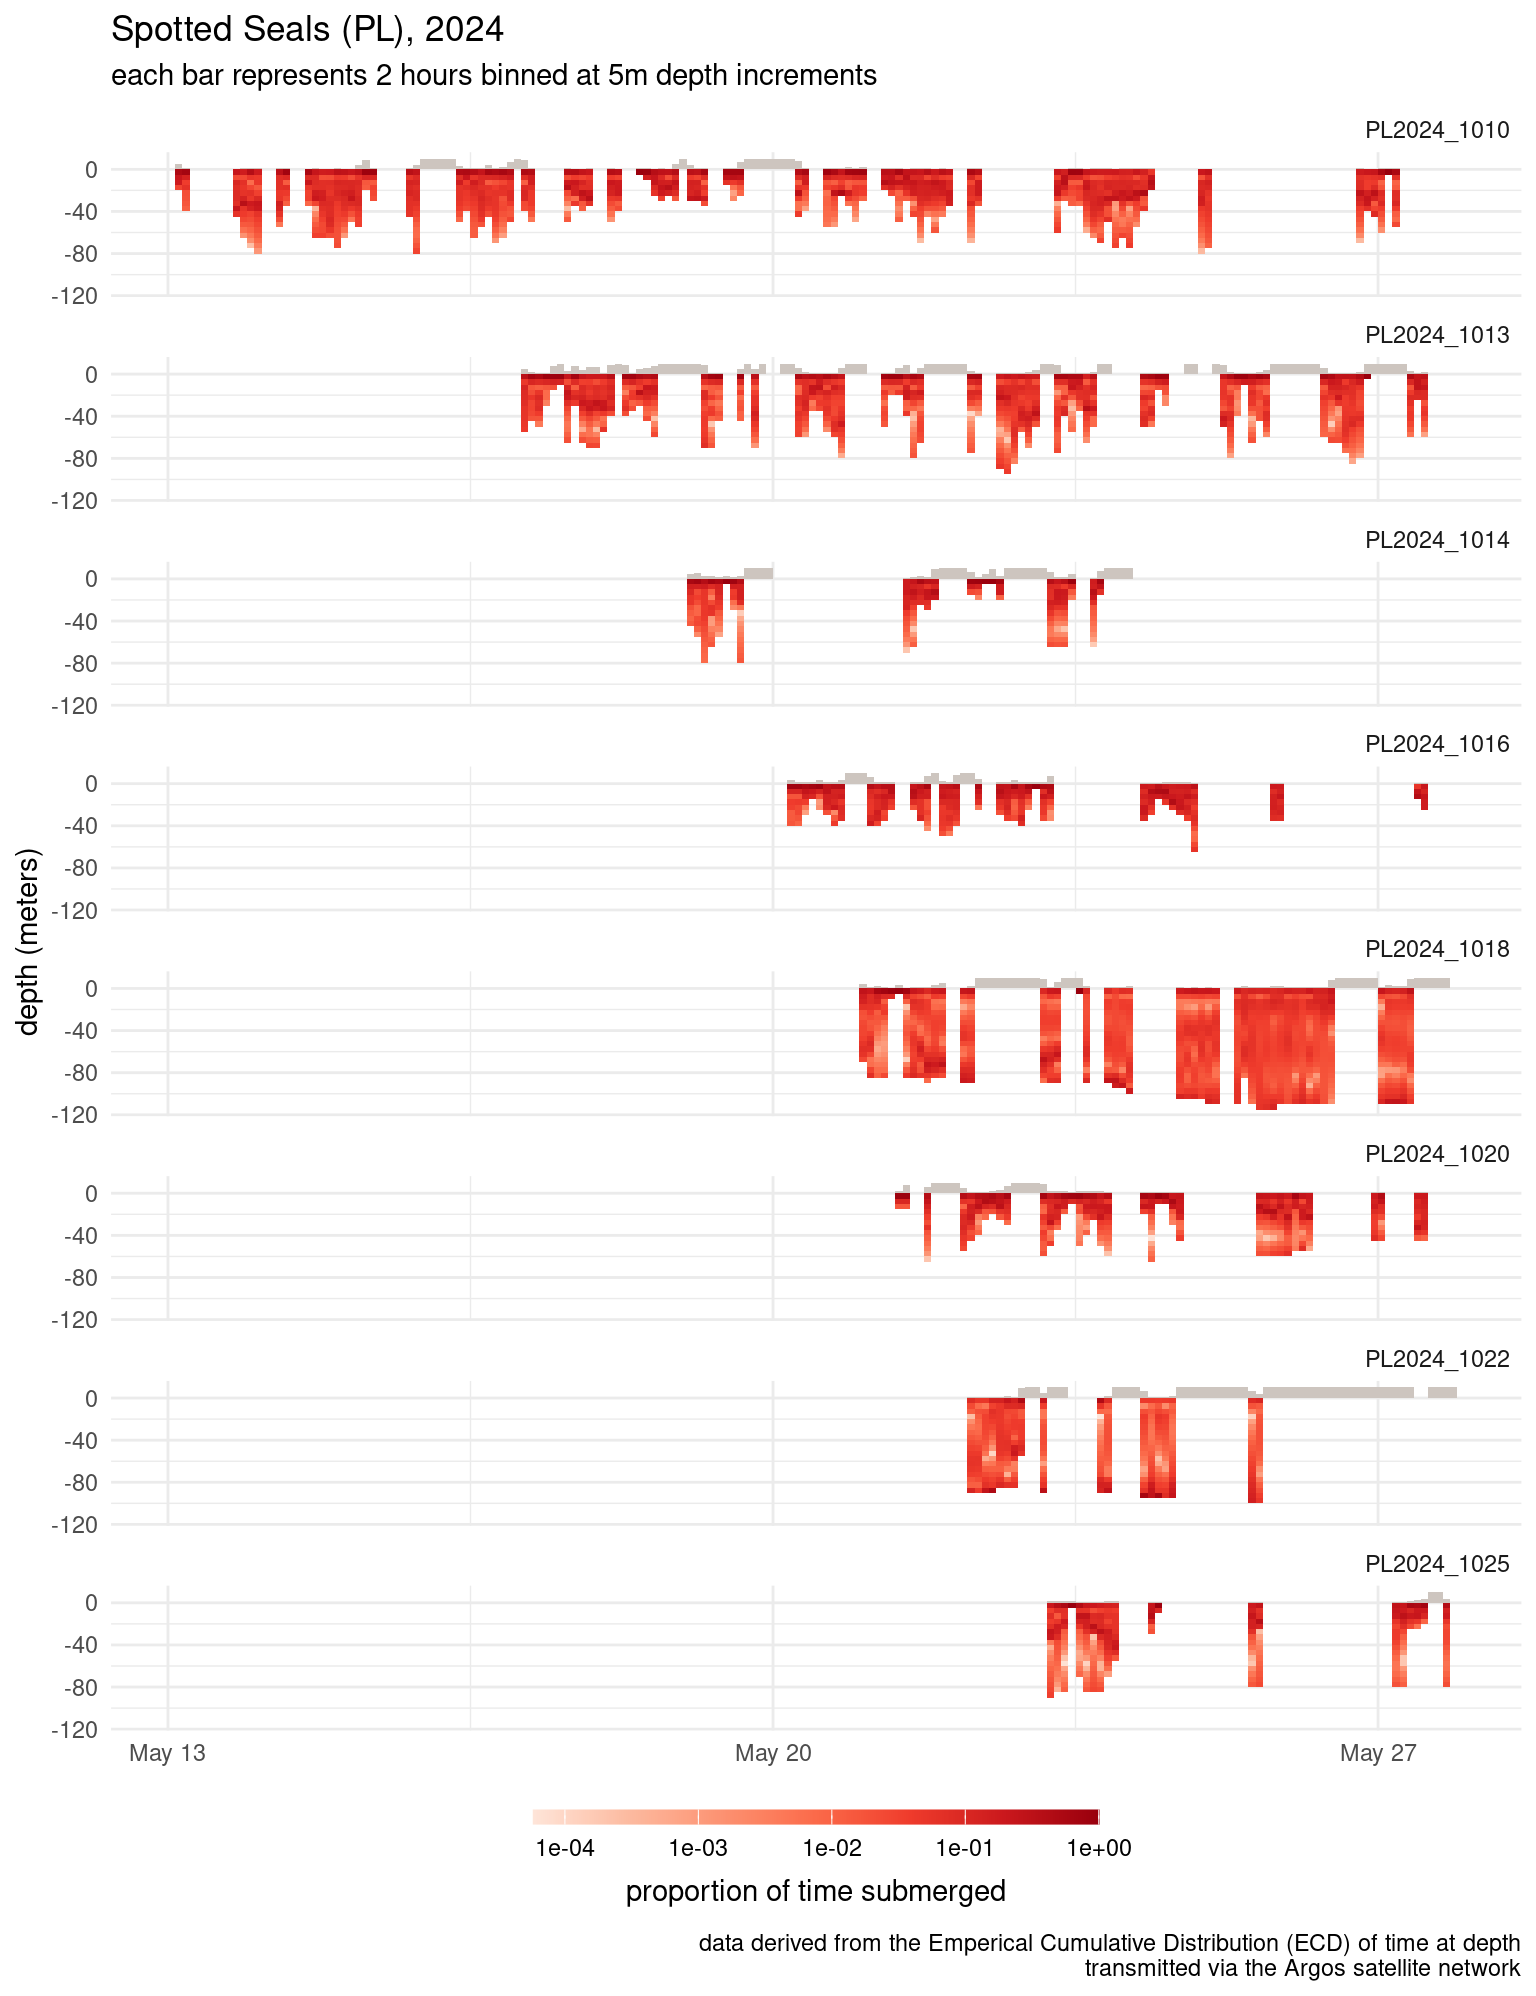 Spotted Seals (PL), 2024
each bar represents 2 hours binned at 5m depth increments
PL2024_1010
0
-40
-80
-120
PL2024_1013
0
-40
-80
-120
PL2024_1014
0
-40
-80
-120
PL2024_1016
0
-40
-80
-120
depth (meters)
PL2024_1018
0
-40
-80
-120
PL2024_1020
0
-40
-80
-120
PL2024_1022
0
-40
-80
-120
PL2024_1025
0
-40
-80
-120
May 13 May 20 May 27
1e-04 1e-03 1e-02 1e-01 1e+00
proportion of time submerged
data derived from the Emperical Cumulative Distribution (ECD) of time at depth
transmitted via the Argos satellite network